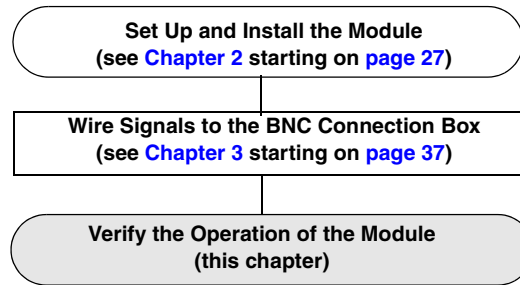 Set Up and Install the Module
(see Chapter 2 starting on page 27)
Wire Signals to the BNC Connection Box
(see Chapter 3 starting on page 37)
Verify the Operation of the Module
(this chapter)